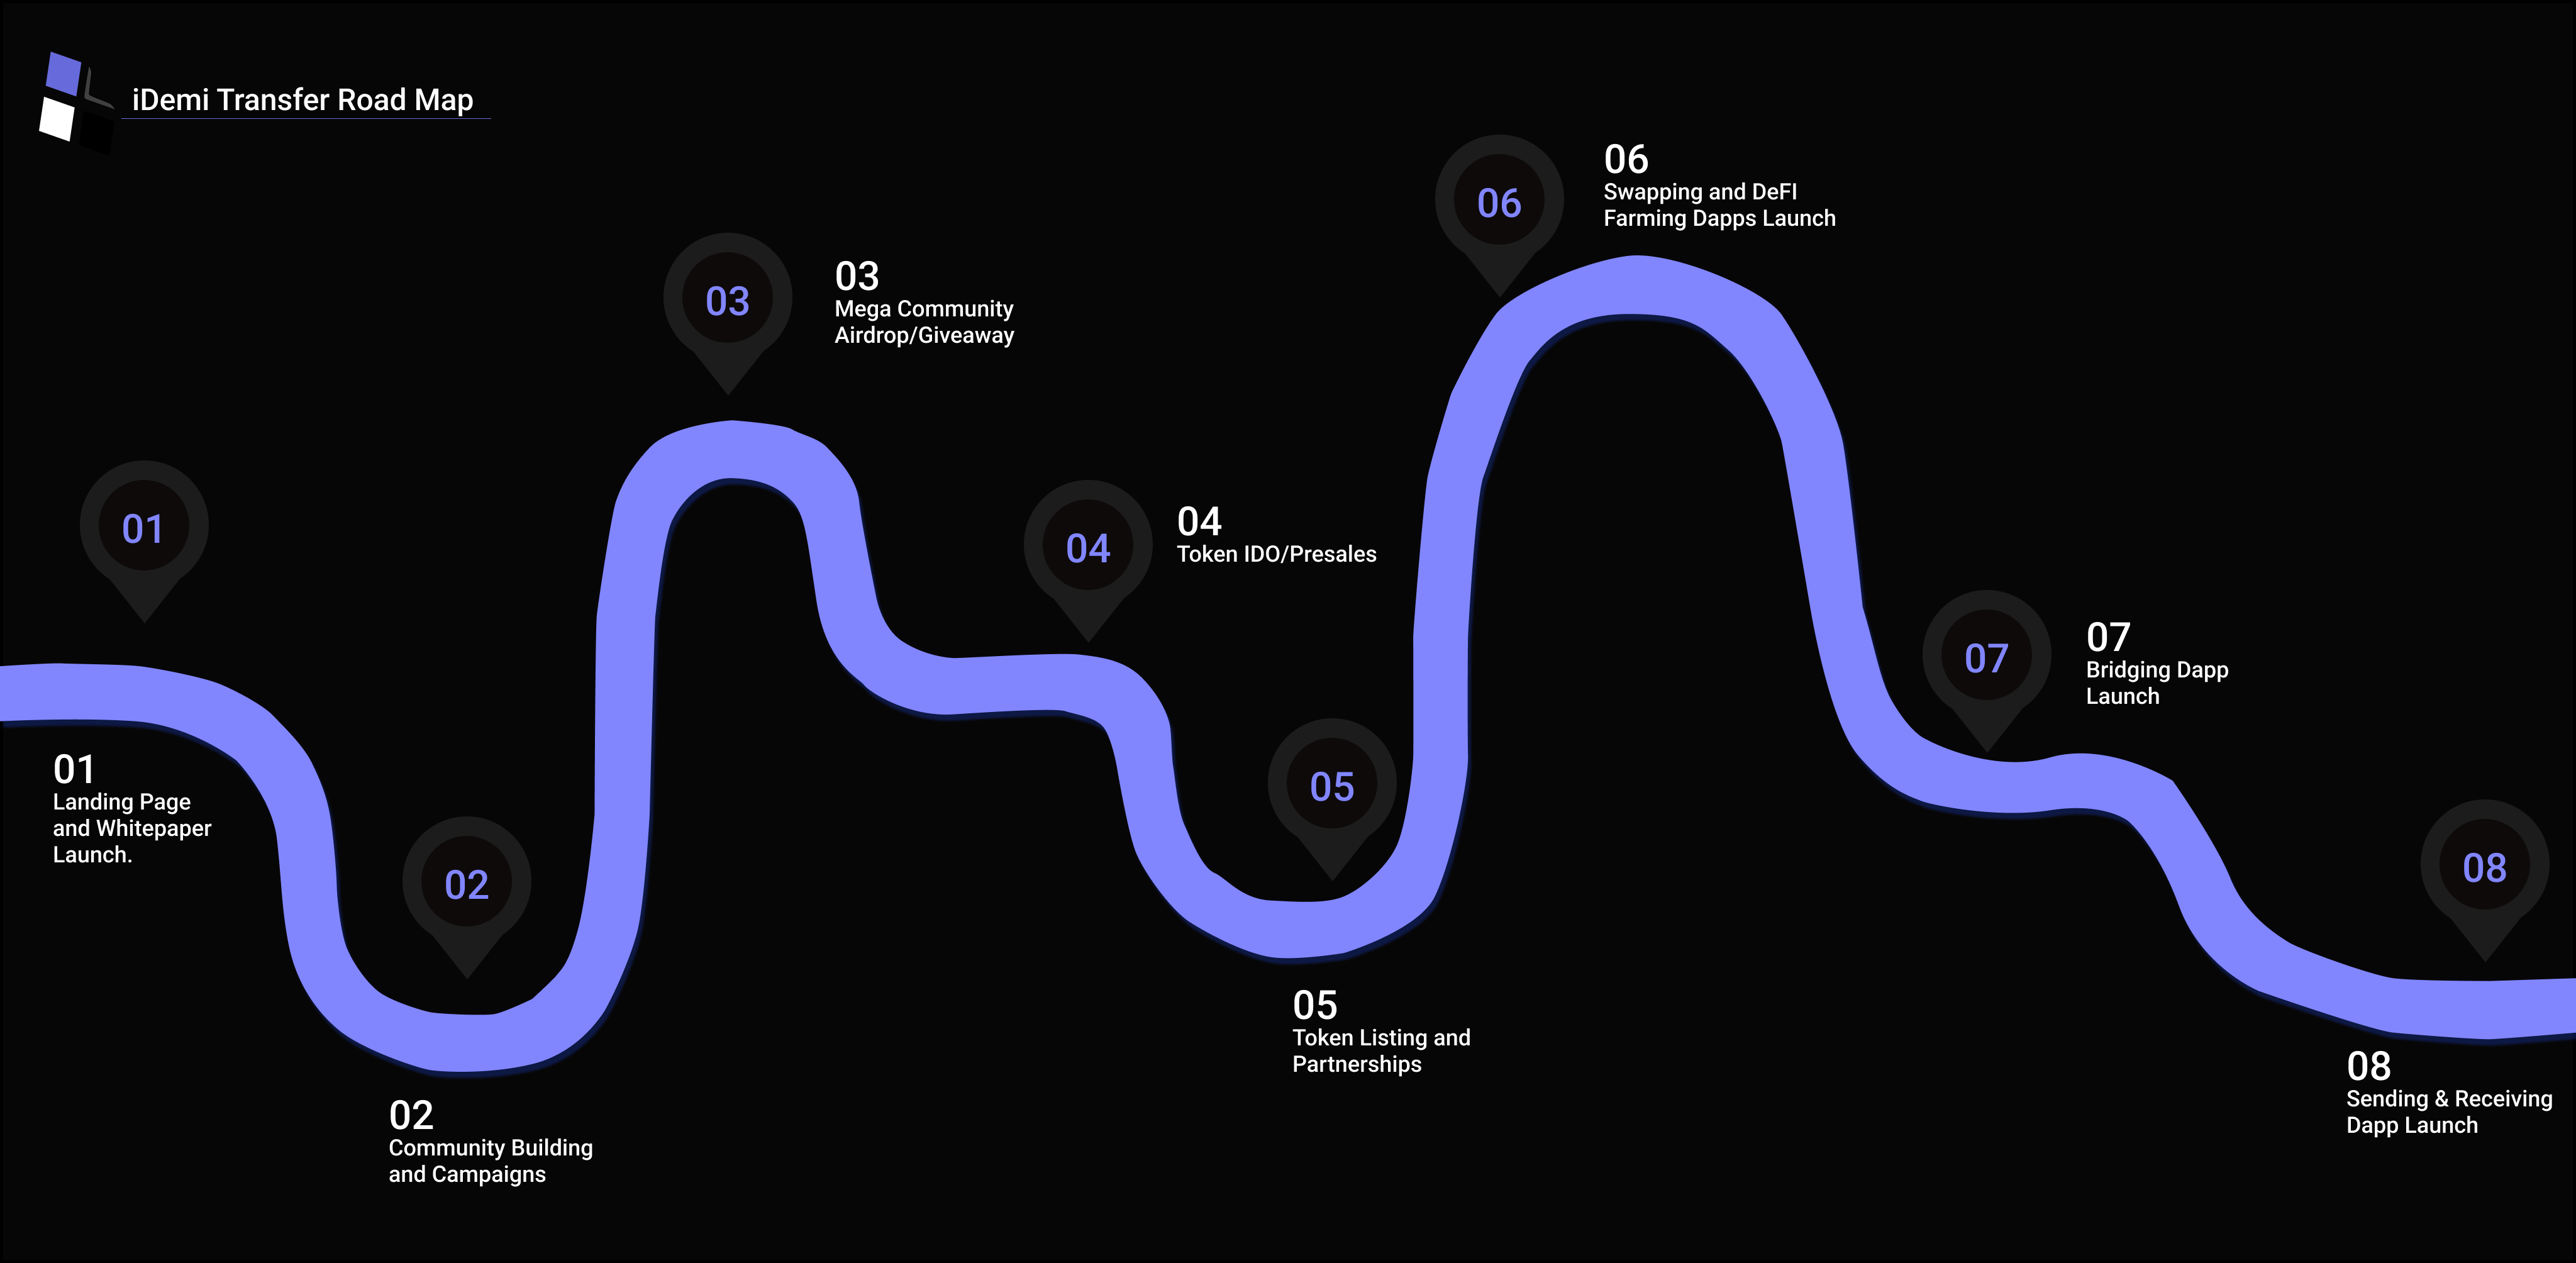 iDemi Transfer Road Map
01
01
Landing Page
and Whitepaper
Launch.
02
02
Community Building
and Campaigns
03
03
Mega Community
Airdrop/Giveaway
04
04
Token IDO/Presales
05
05
Token Listing and
Partnerships
06
06
Swapping and DeFI
Farming Dapps Launch
07
07
Bridging Dapp
Launch
08
08
Sending & Receiving
Dapp Launch